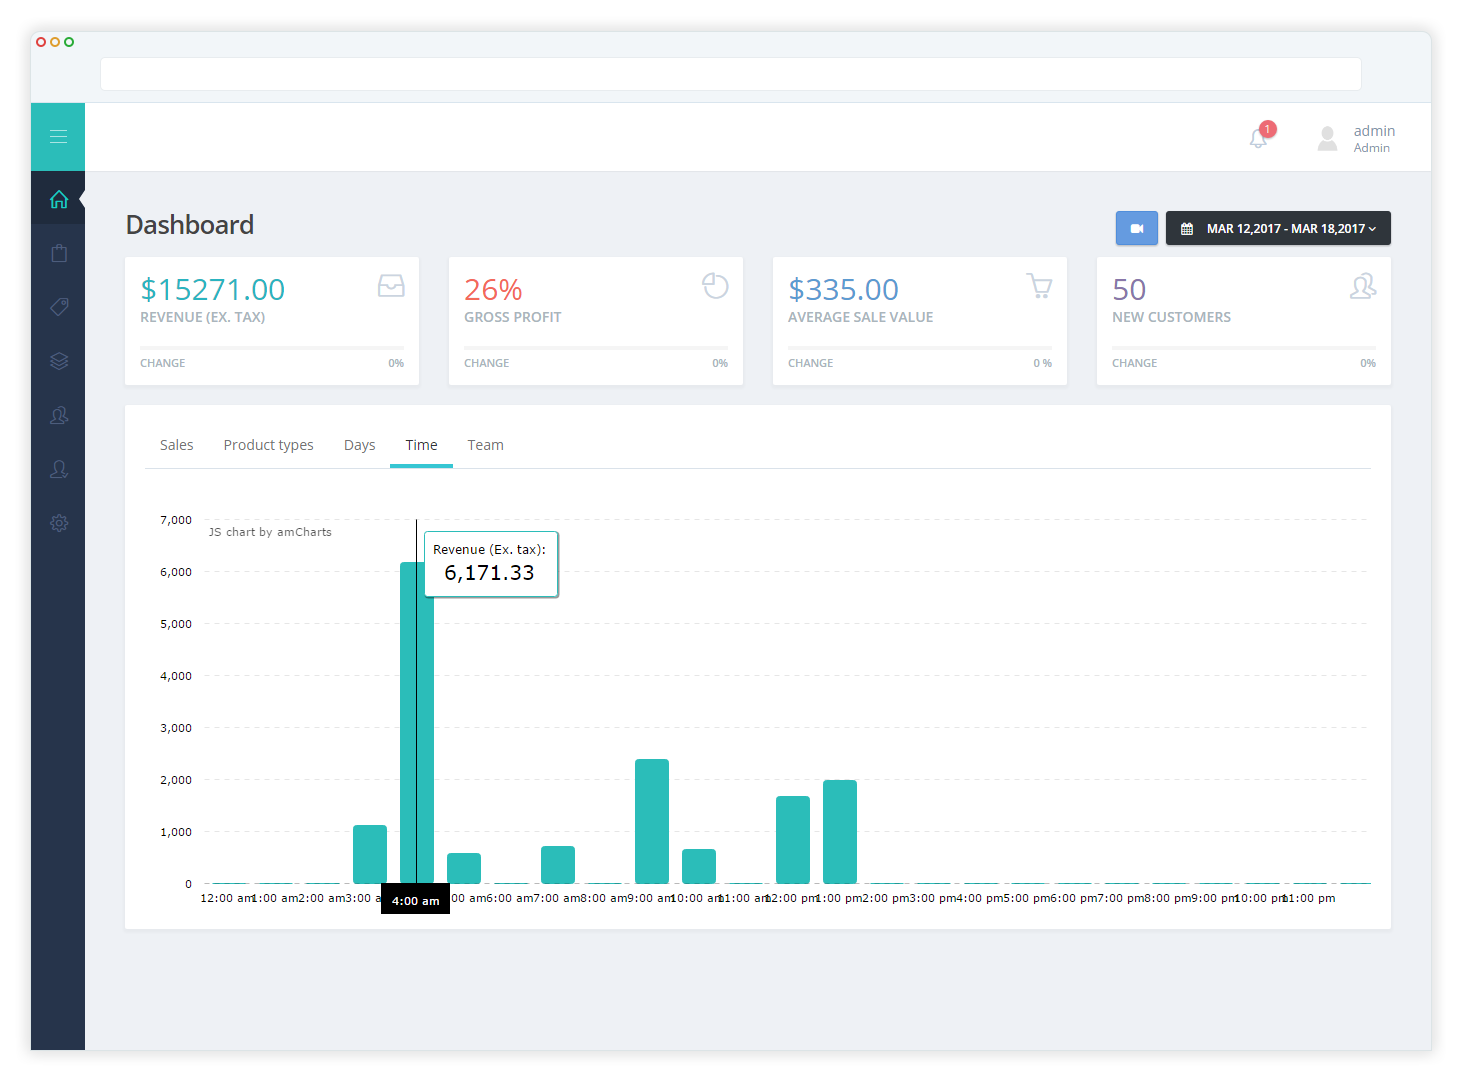 1
admin
Admin
Dashboard
MAR 12,2017 - MAR 18,2017
$15271.00
REVENUE (EX. TAX)
CHANGE 0%
26%
GROSS PROFIT
CHANGE 0%
$335.00
AVERAGE SALE VALUE
CHANGE 0 %
50
NEW CUSTOMERS
CHANGE 0%
Sales Product types Days Time Team
JS chart by amCharts
Revenue (Ex. tax):
6,171.33
7,000
6,000
5,000
4,000
3,000
2,000
1,000
0
12:00 am 1:00 am 2:00 am 3:00 a 4:00 am 00 am 6:00 am 7:00 am 8:00 am 9:00 am 10:00 am 11:00 am 12:00 pm 1:00 pm 2:00 pm 3:00 pm 4:00 pm 5:00 pm 6:00 pm 7:00 pm 8:00 pm 9:00 pm 10:00 pm 11:00 pm